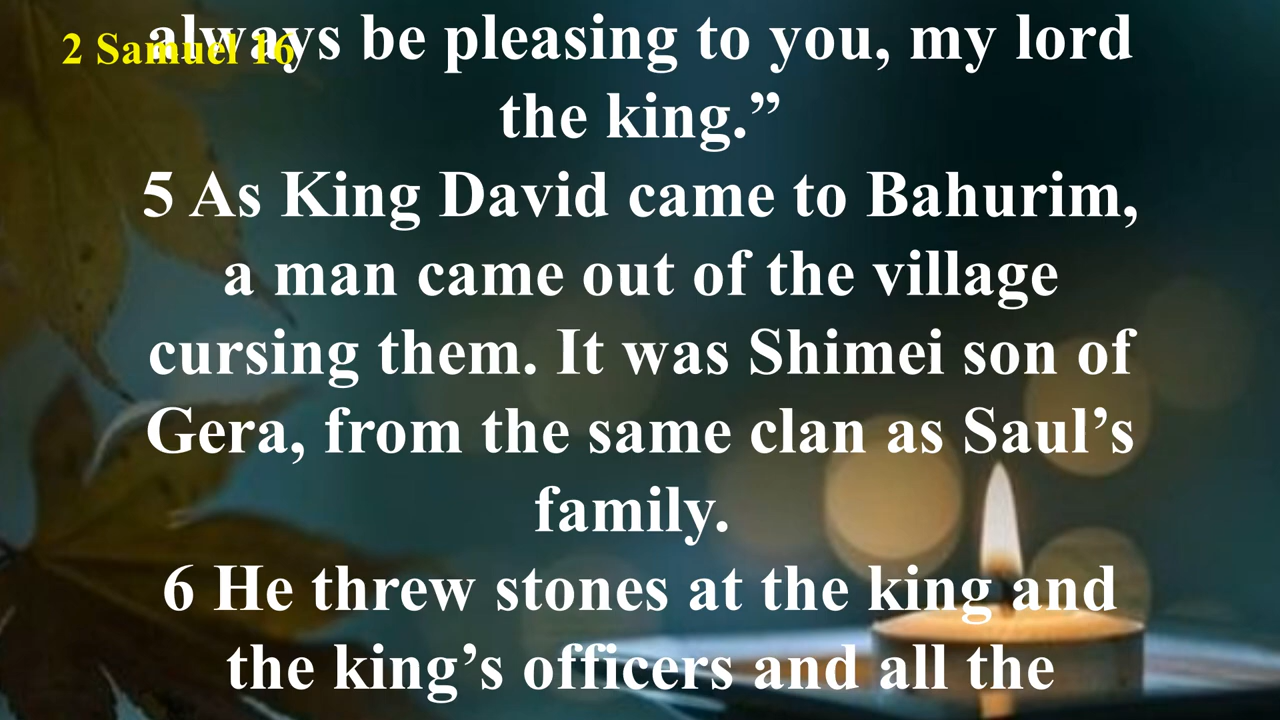 2 Samuel 16
always be pleasing to you, my lord
the king.”
5 As King David came to Bahurim,
a man came out of the village
cursing them. It was Shimei son of
Gera, from the same clan as Saul’s
family.
6 He threw stones at the king and
the king’s officers and all the